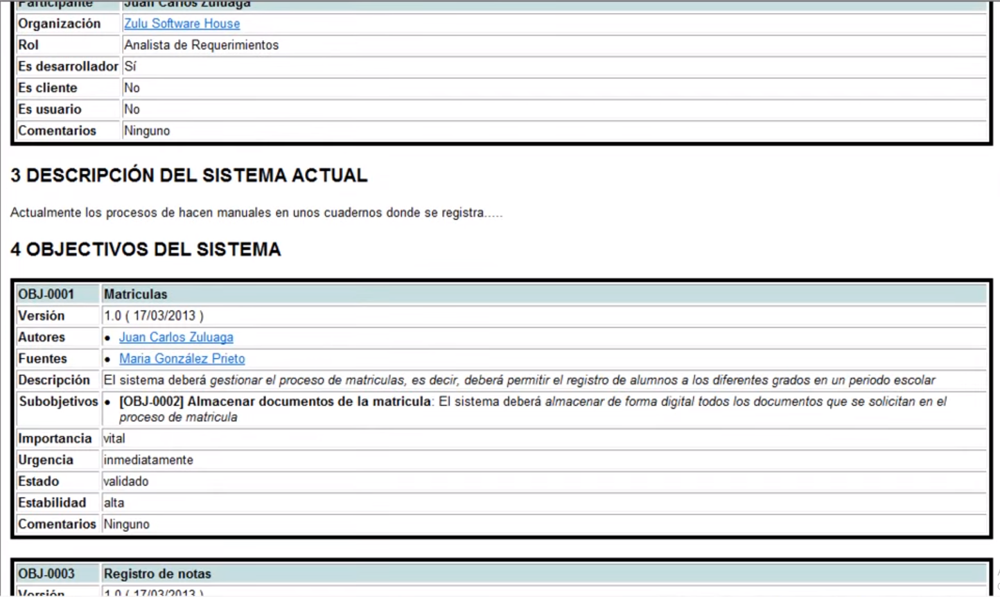 Participante Juan Carlos Zuluaga
Organización Zulu Software House
Rol Analista de Requerimientos
Es desarrollador Sí
Es cliente No
Es usuario No
Comentarios Ninguno
3 DESCRIPCIÓN DEL SISTEMA ACTUAL
Actualmente los procesos de hacen manuales en unos cuadernos donde se registra.....
4 OBJECTIVOS DEL SISTEMA
OBJ-0001 Matriculas
Versión 1.0 ( 17/03/2013 )
Autores • Juan Carlos Zuluaga
Fuentes • Maria González Prieto
Descripción El sistema deberá gestionar el proceso de matriculas, es decir, deberá permitir el registro de alumnos a los diferentes grados en un periodo escolar
Subobjetivos • [OBJ-0002] Almacenar documentos de la matricula: El sistema deberá almacenar de forma digital todos los documentos que se solicitan en el
proceso de matricula
Importancia vital
Urgencia inmediatamente
Estado validado
Estabilidad alta
Comentarios Ninguno
OBJ-0003 Registro de notas
Versión 1.0 ( 17/03/2013 )